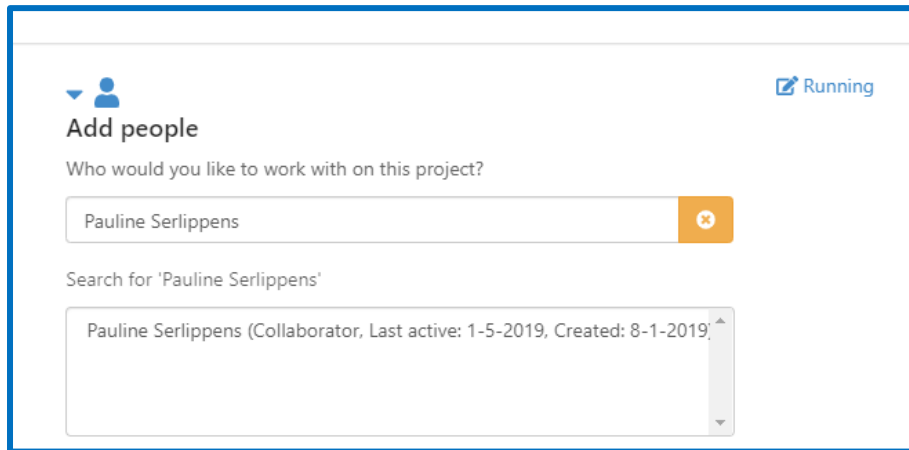 Running
Add people
Who would you like to work with on this project?
Pauline Serlippens
Search for 'Pauline Serlippens'
Pauline Serlippens (Collaborator, Last active: 1-5-2019, Created: 8-1-2019)